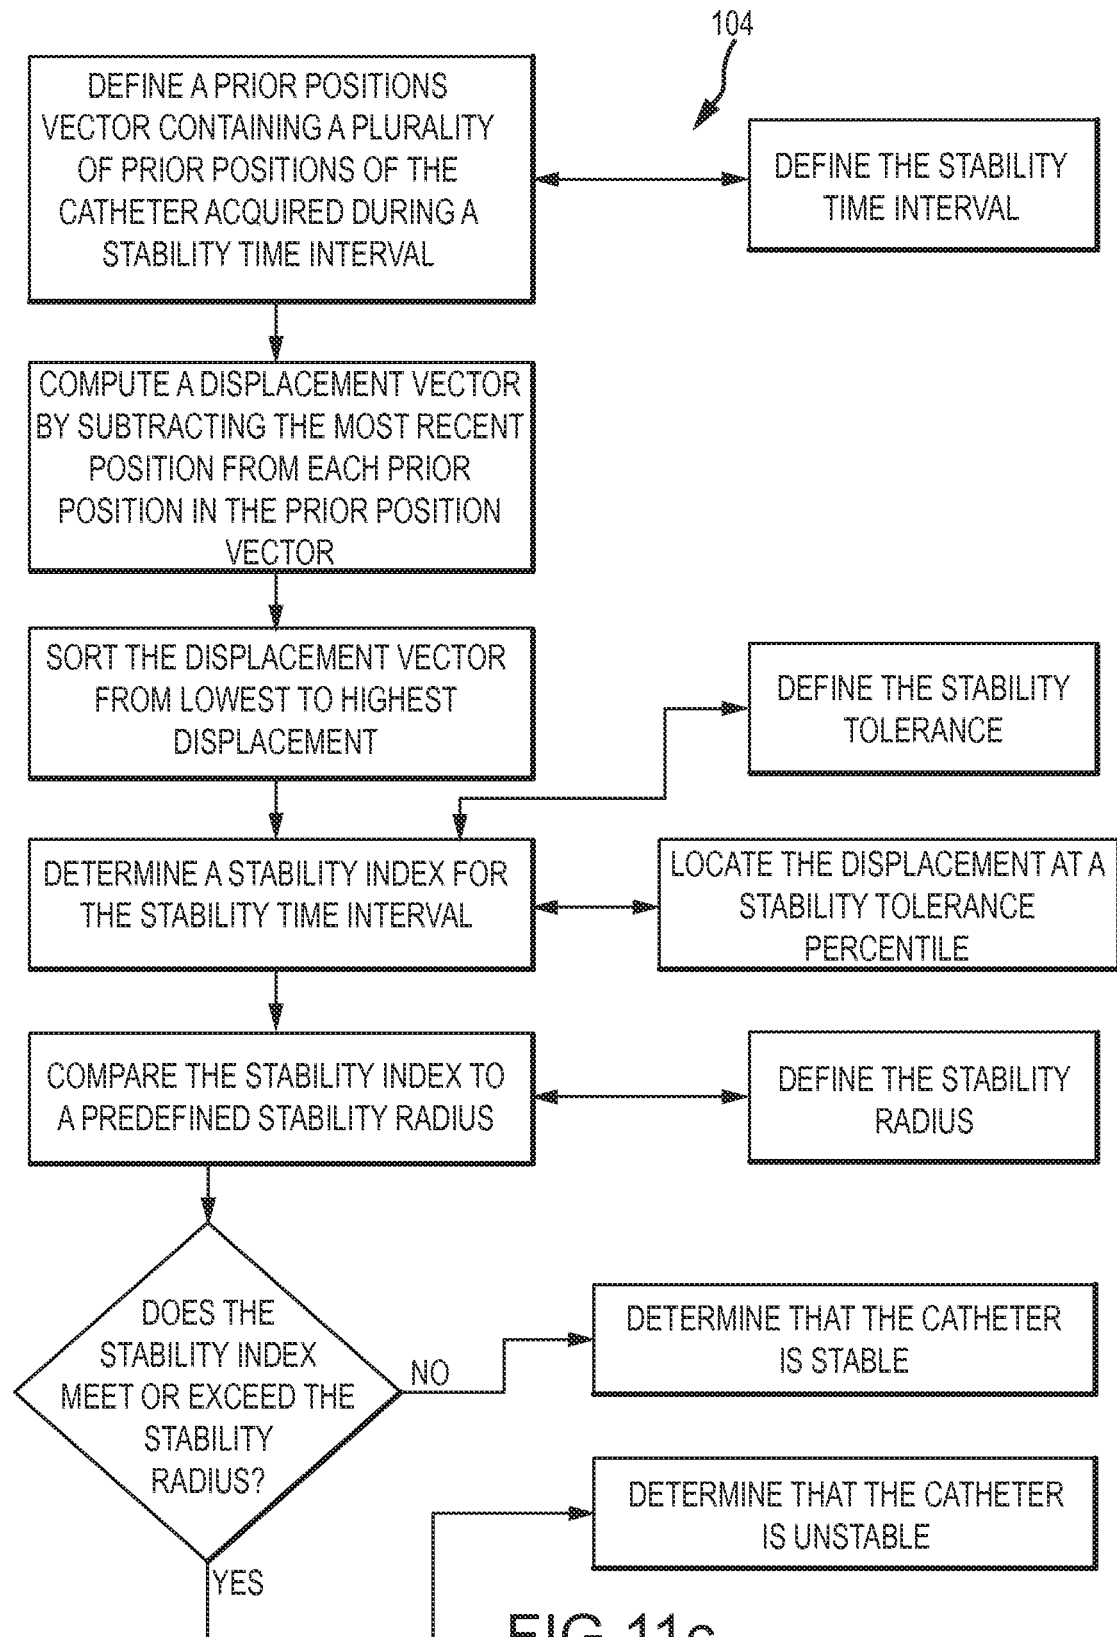 104
DEFINE A PRIOR POSITIONS
VECTOR CONTAINING A PLURALITY
OF PRIOR POSITIONS OF THE
CATHETER ACQUIRED DURING A
STABILITY TIME INTERVAL
DEFINE THE STABILITY
TIME INTERVAL
COMPUTE A DISPLACEMENT VECTOR
BY SUBTRACTING THE MOST RECENT
POSITION FROM EACH PRIOR
POSITION IN THE PRIOR POSITION
VECTOR
SORT THE DISPLACEMENT VECTOR
FROM LOWEST TO HIGHEST
DISPLACEMENT
DEFINE THE STABILITY
TOLERANCE
DETERMINE A STABILITY INDEX FOR
THE STABILITY TIME INTERVAL
LOCATE THE DISPLACEMENT AT A
STABILITY TOLERANCE
PERCENTILE
COMPARE THE STABILITY INDEX TO
A PREDEFINED STABILITY RADIUS
DEFINE THE STABILITY
RADIUS
DOES THE
STABILITY INDEX
MEET OR EXCEED THE
STABILITY
RADIUS?
NO
DETERMINE THAT THE CATHETER
IS STABLE
DETERMINE THAT THE CATHETER
IS UNSTABLE
YES
FIG. 11c